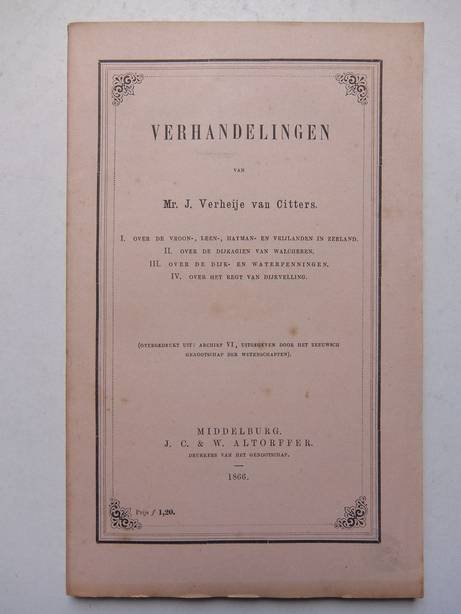 VERHANDELINGEN
VAN
Mr. J. Verheije van Citters.
I. OVER DE VROON-, LEEN-, HAYMAN- EN VRIJLANDEN IN ZEELAND.
II. OVER DE DIJKAGIEN VAN WALCHEREN.
III. OVER DE DIJK- EN WATERPENNINGEN.
IV. OVER HET REGT VAN DIJKVELLING.
(OVERGEDRUKT UIT: ARCHIEF VI, UITGEGEVEN DOOR HET ZEEUWSCH
GENOOTSCHAP DER WETENSCHAPPEN).
MIDDELBURG,
J. C. & W. ALTORFFER.
DRUKKERS VAN HET GENOOTSCHAP.
1866.
Prijs ƒ 1,20.